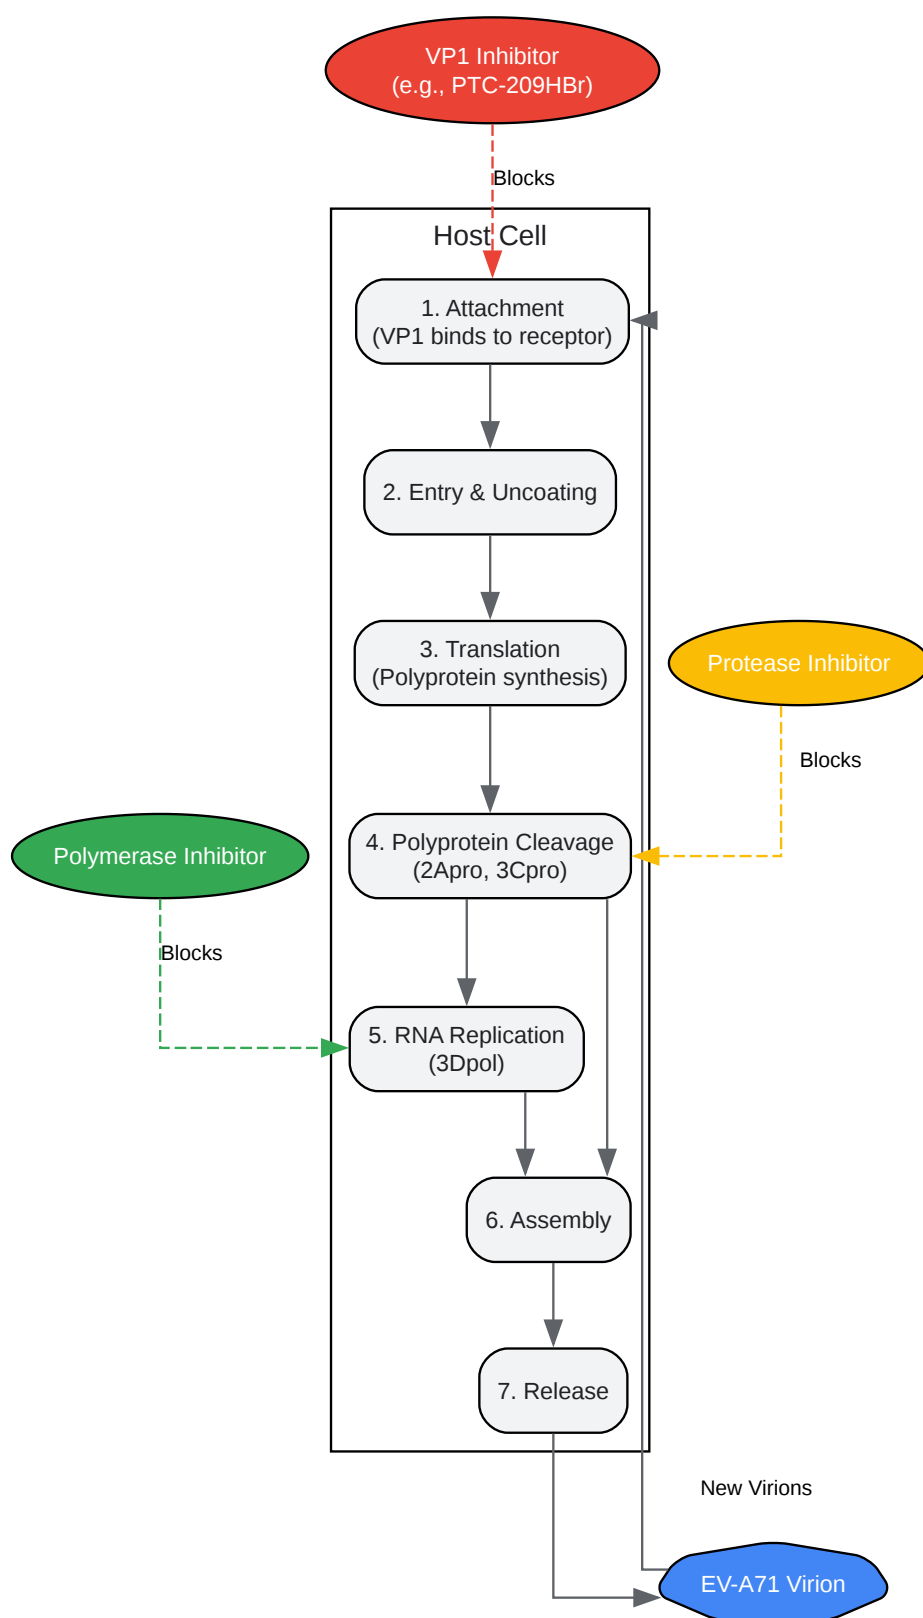 VP1 Inhibitor
(e.g., PTC-209HBr)
Blocks
Host Cell
1. Attachment
(VP1 binds to receptor)
2. Entry & Uncoating
3. Translation
(Polyprotein synthesis)
Protease Inhibitor
Blocks
4. Polyprotein Cleavage
(2Apro, 3Cpro)
Polymerase Inhibitor
Blocks
5. RNA Replication
(3Dpol)
6. Assembly
7. Release
New Virions
EV-A71 Virion